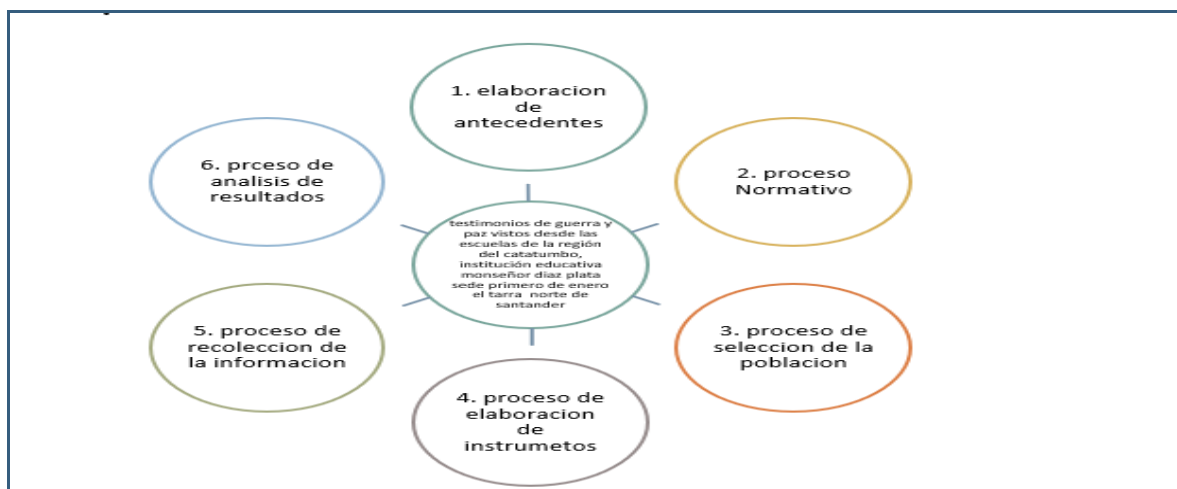 1. elaboracion
de
antecedentes
2. proceso
Normativo
3. proceso de
seleccion de la
poblacion
4. proceso de
elaboracion
de
instrumetos
5. proceso de
recoleccion de
la informacion
6. prceso de
analisis de
resultados
testimonios de guerra y
paz vistos desde las
escuelas de la región
del catatumbo,
institución educativa
monseñor diaz plata
sede primero de enero
el tarra norte de
santander